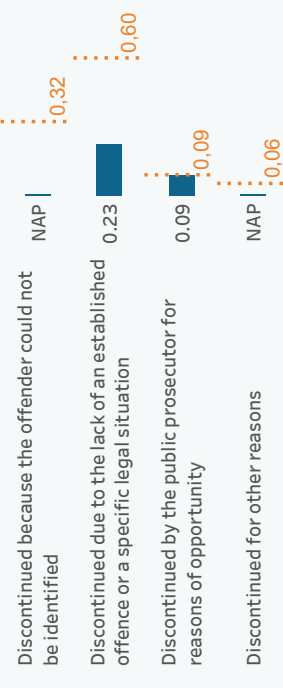 0,32
NAP
Discontinued because the offender could not
be identified
0,60
0.23
Discontinued due to the lack of an established
offence or a specific legal situation
0,09
0.09
Discontinued by the public prosecutor for
reasons of opportunity
0,06
NAP
Discontinued for other reasons